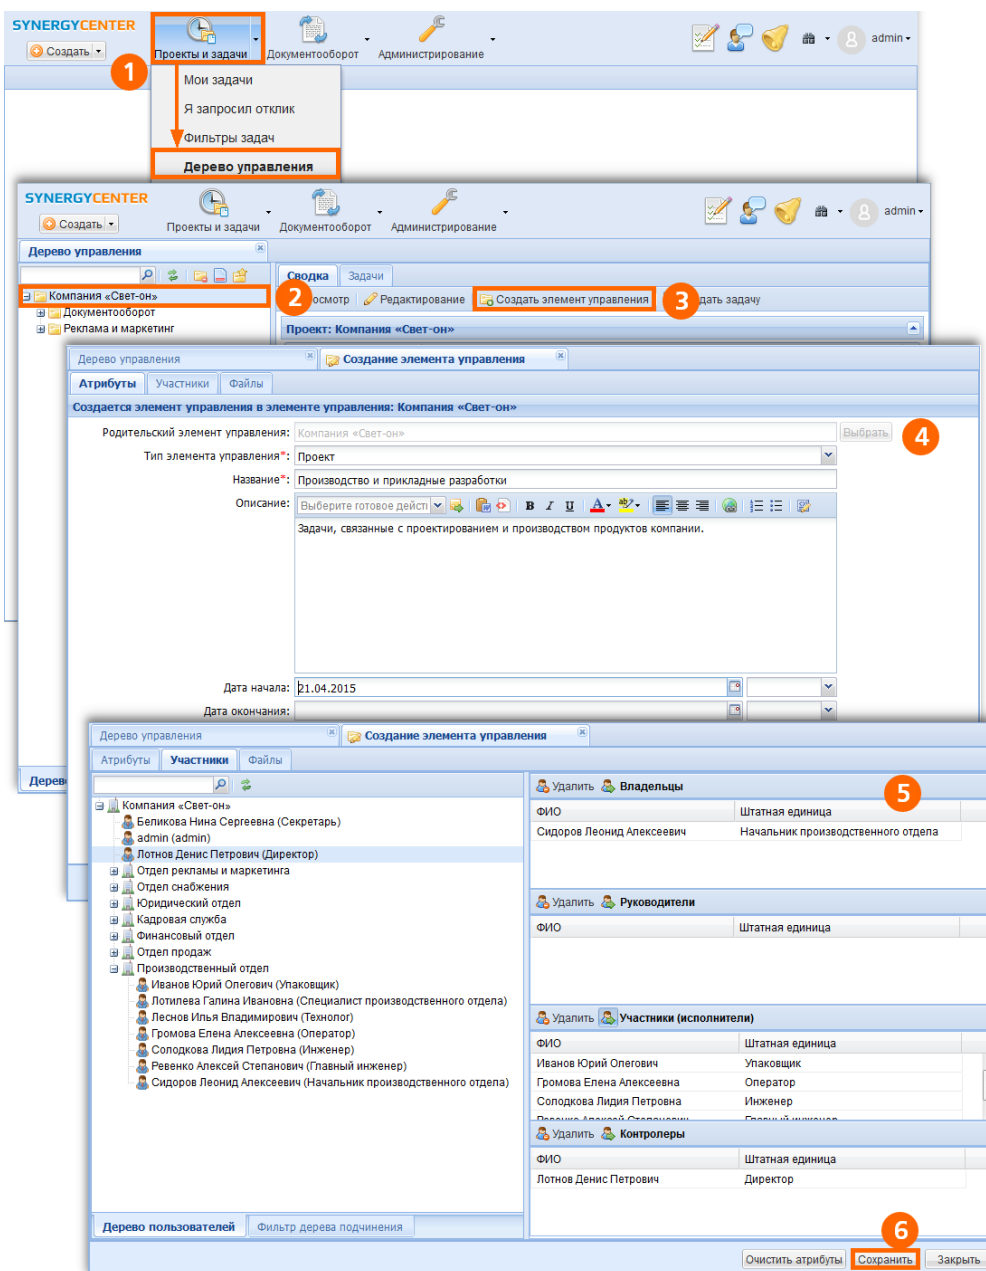 SYNERGYCENTER
Создать
Проекты и задачи
Документооборот
Администрирование
admin
1
Мои задачи
Я запросил отклик
Фильтры задач
Дерево управления
SYNERGYCENTER
Создать
Проекты и задачи
Документооборот
Администрирование
admin
Дерево управления
Сводка Задачи
Редактирование Создать элемент управления 3 задачу
Компания «Свет-он» 2
Документооборот
Реклама и маркетинг
Проект: Компания «Свет-он»
Дерево управления Создание элемента управления
Атрибуты Участники Файлы
Создается элемент управления в элементе управления: Компания «Свет-он»
Родительский элемент управления: Компания «Свет-он» Выбрать 4
Тип элемента управления*: Проект
Название*: Производство и прикладные разработки
Описание: Выберите готовое дейст B I U A
Задачи, связанные с проектированием и производством продуктов компании.
Дата начала: 21.04.2015
Дата окончания:
Дерев
Дерево управления Создание элемента управления
Атрибуты Участники Файлы
Компания «Свет-он»
Беликова Нина Сергеевна (Секретарь)
admin (admin)
Лотнов Денис Петрович (Директор)
Отдел рекламы и маркетинга
Отдел снабжения
Юридический отдел
Кадровая служба
Финансовый отдел
Отдел продаж
Производственный отдел
Иванов Юрий Олегович (Упаковщик)
Лотилева Галина Ивановна (Специалист производственного отдела)
Леснов Илья Владимирович (Технолог)
Громова Елена Алексеевна (Оператор)
Солодкова Лидия Петровна (Инженер)
Ревенко Алексей Степанович (Главный инженер)
Сидоров Леонид Алексеевич (Начальник производственного отдела)
Дерево пользователей Фильтр дерева подчинения
Удалить Владельцы 5
ФИО Штатная единица
Сидоров Леонид Алексеевич Начальник производственного отдела
Удалить Руководители
ФИО Штатная единица
Удалить Участники (исполнители)
ФИО Штатная единица
Иванов Юрий Олегович Упаковщик
Громова Елена Алексеевна Оператор
Солодкова Лидия Петровна Инженер
Ревенко Алексей Степанович Главный инженер
Удалить Контролеры
ФИО Штатная единица
Лотнов Денис Петрович Директор
6
Очистить атрибуты Сохранить Закрыть